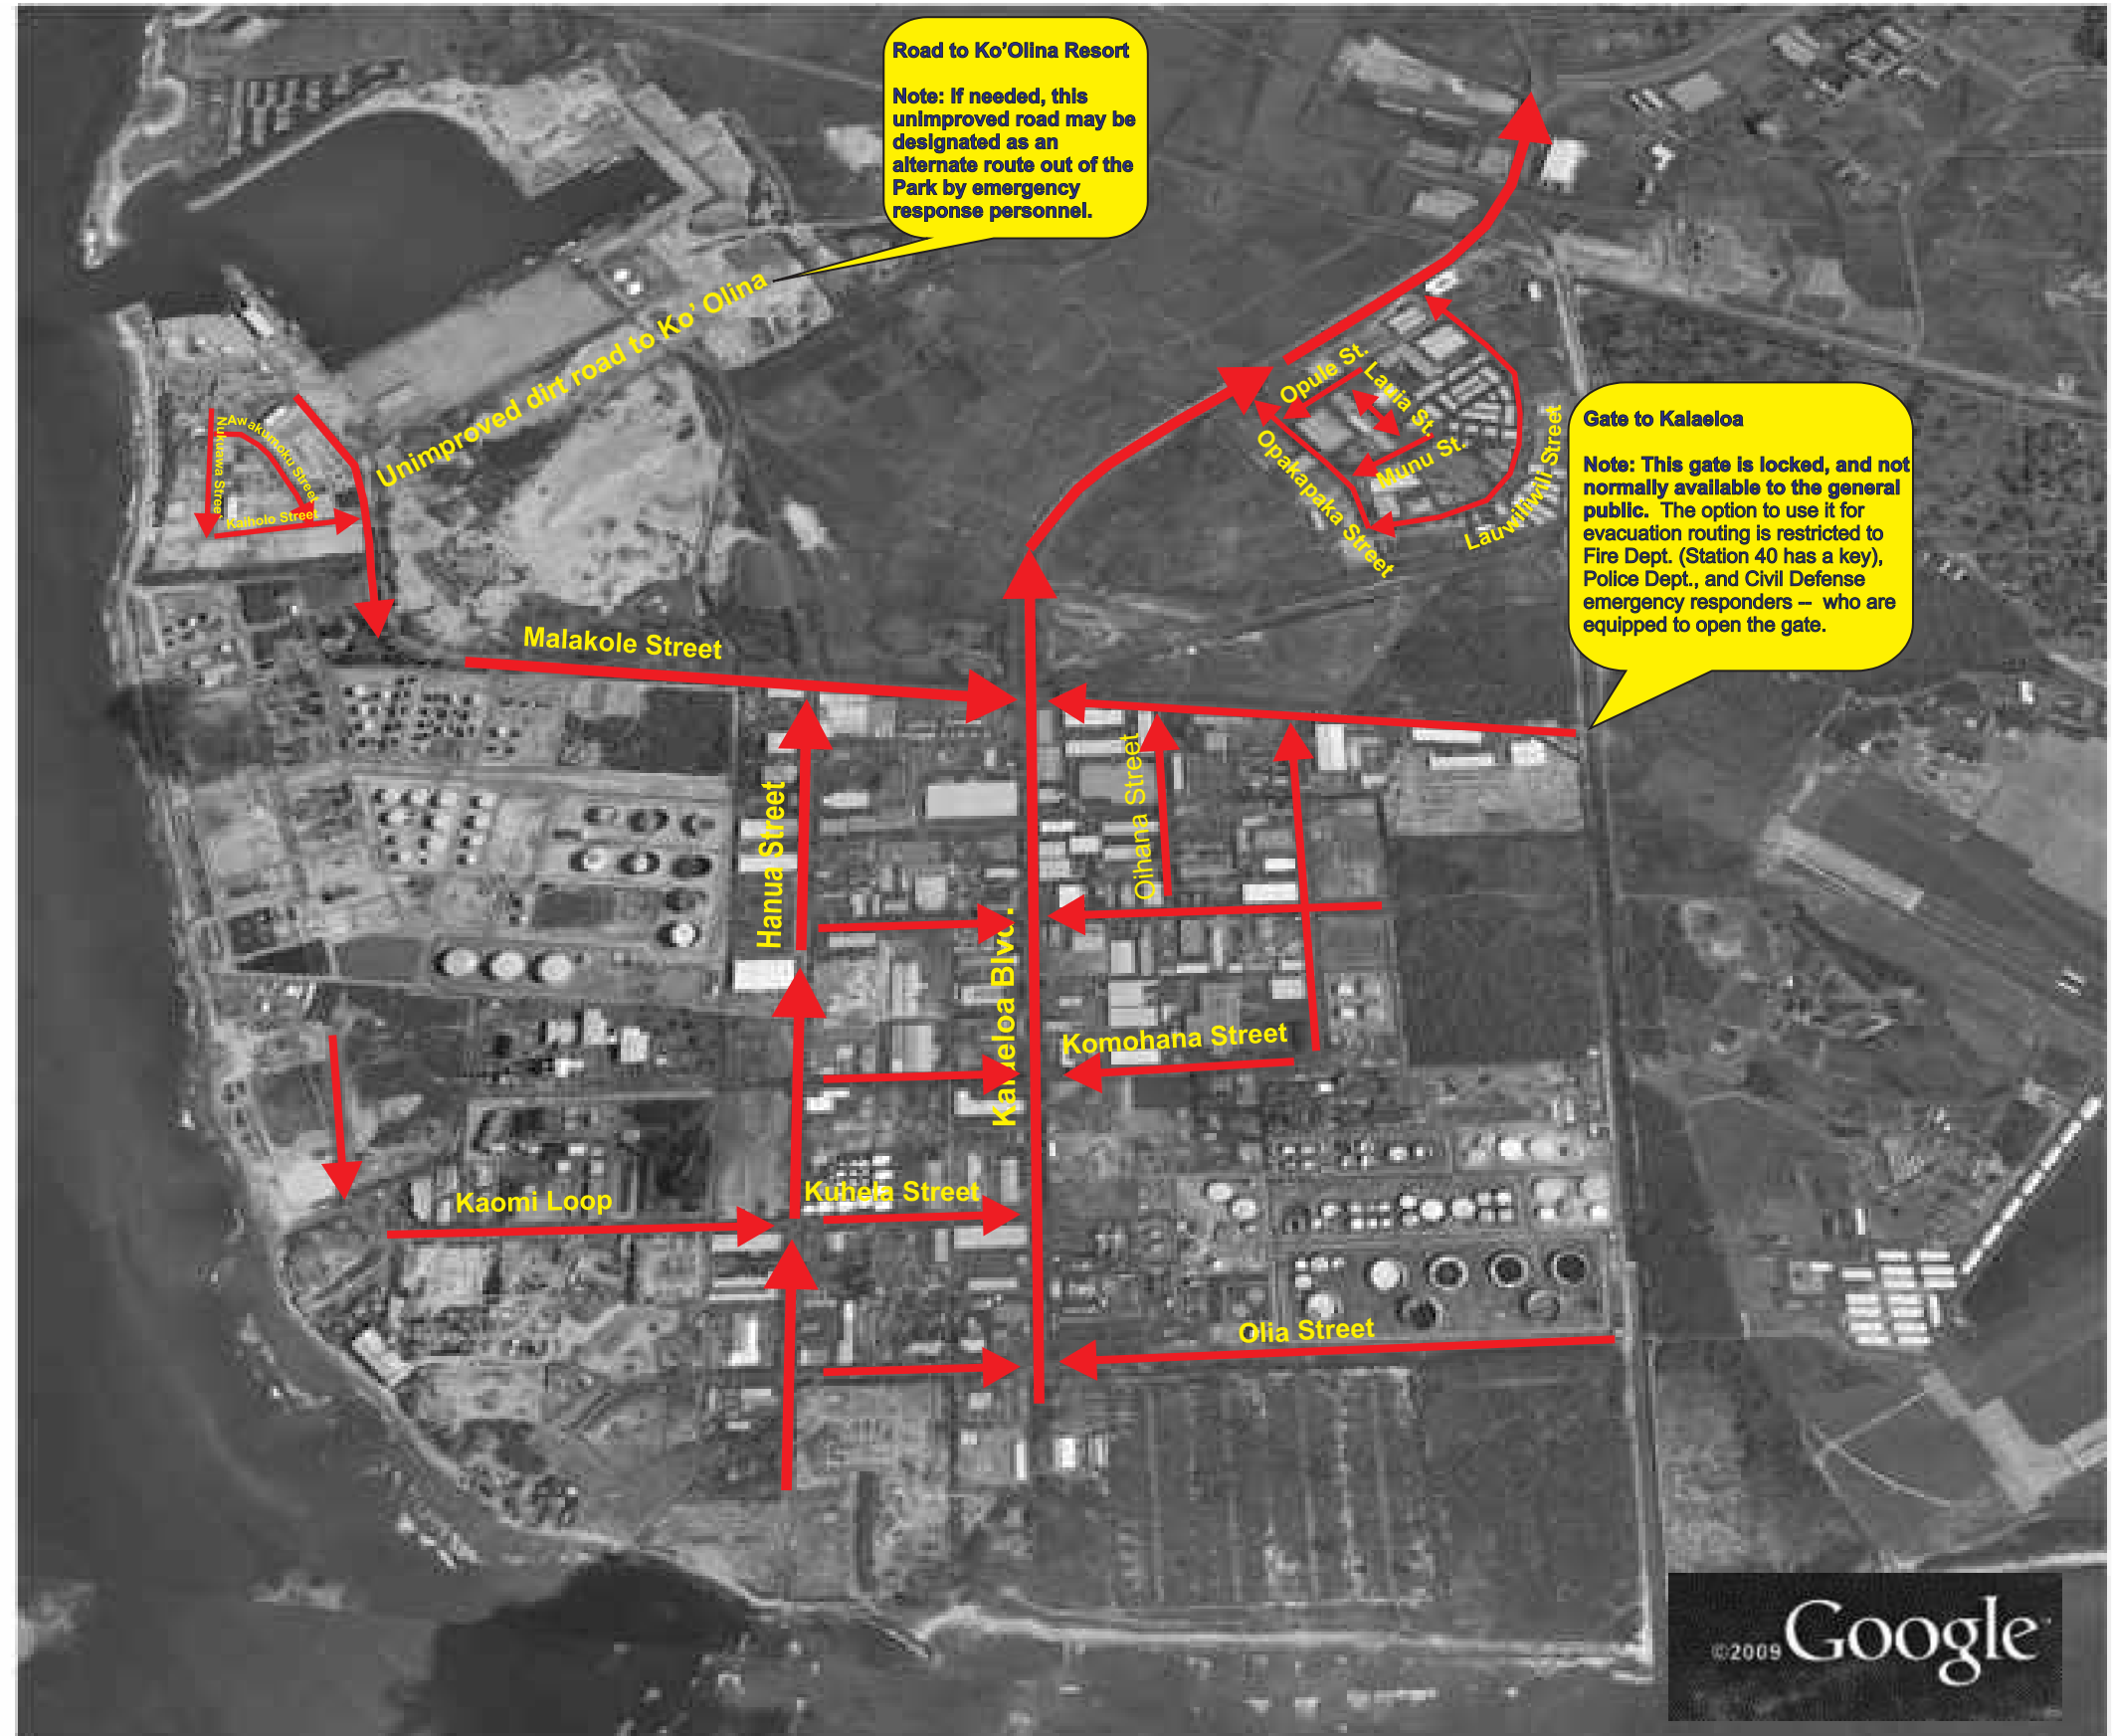 Road to Ko’Olina Resort
Note: If needed, this
unimproved road may be
designated as an
alternate route out of the
Park by emergency
response personnel.
Unimproved dirt road to Ko’ Olina
Opule St.
Lauia St.
Munu St.
Opakapaka Street
Lauwiliwili Street
Gate to Kalaeloa
Note: This gate is locked, and not
normally available to the general
public. The option to use it for
evacuation routing is restricted to
Fire Dept. (Station 40 has a key),
Police Dept., and Civil Defense
emergency responders -- who are
equipped to open the gate.
Nukuawa Street
Awakumoku Street
Kaiholo Street
Malakole Street
Hanua Street
Oihana Street
Kalaeloa Blvd.
Komohana Street
Kaomi Loop
Kuhela Street
Olia Street
©2009 Google